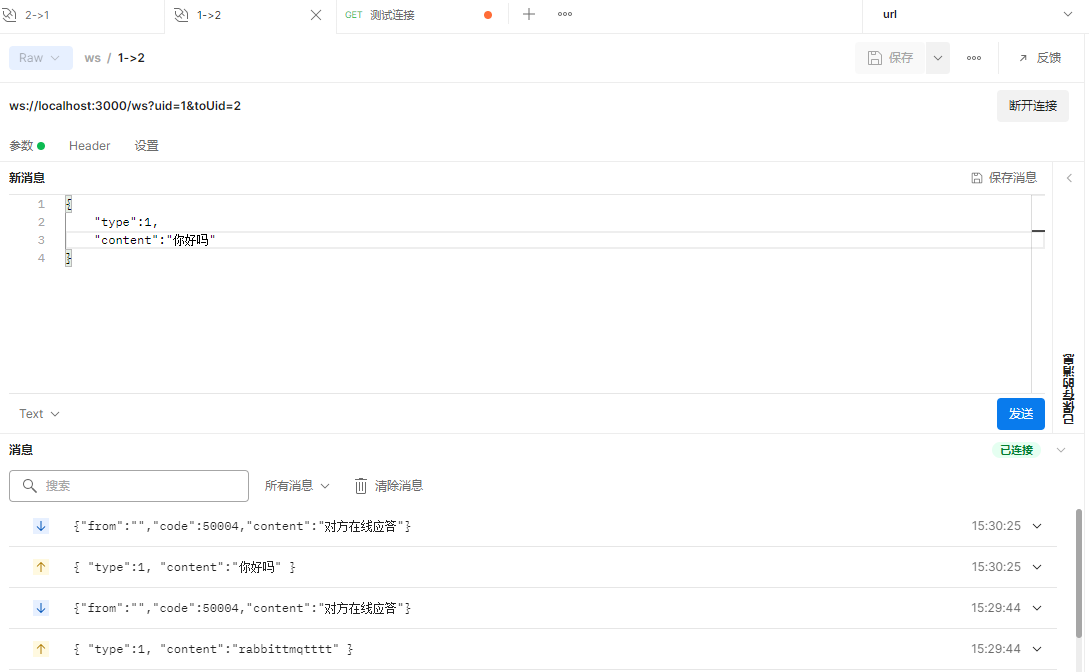 2->1
1->2
GET 测试连接
url
Raw
ws / 1->2
保存
反馈
ws://localhost:3000/ws?uid=1&toUid=2
断开连接
参数
Header
设置
新消息
保存消息
1 {
2 "type":1,
3 "content":"你好吗"
4 }
已保存的消息
Text
发送
消息
已连接
搜索
所有消息
清除消息
{"from":"","code":50004,"content":"对方在线应答"} 15:30:25
{ "type":1, "content":"你好吗" } 15:30:25
{"from":"","code":50004,"content":"对方在线应答"} 15:29:44
{ "type":1, "content":"rabbittmqtttt" } 15:29:44